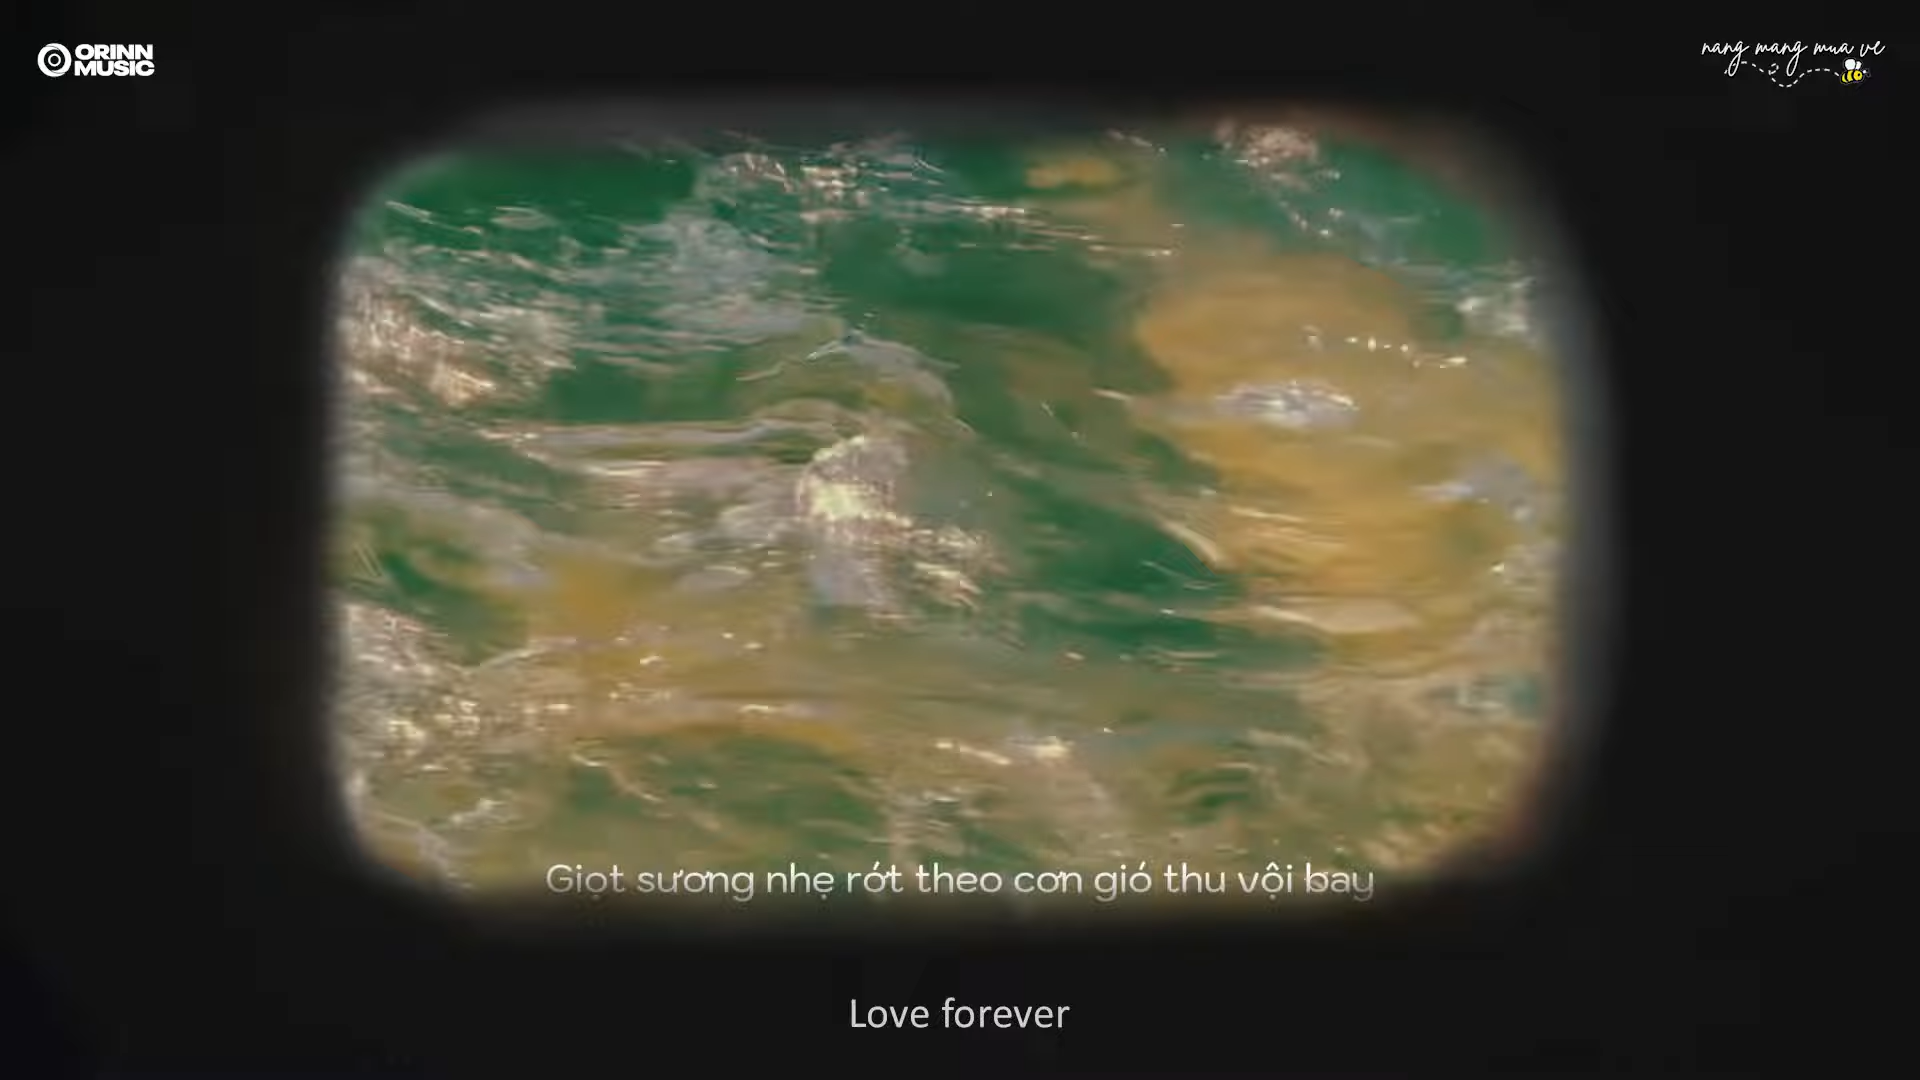 ORINN
MUSIC
nang mang mua ve
Giọt sương nhẹ rớt theo cơn gió thu vội bay
Love forever